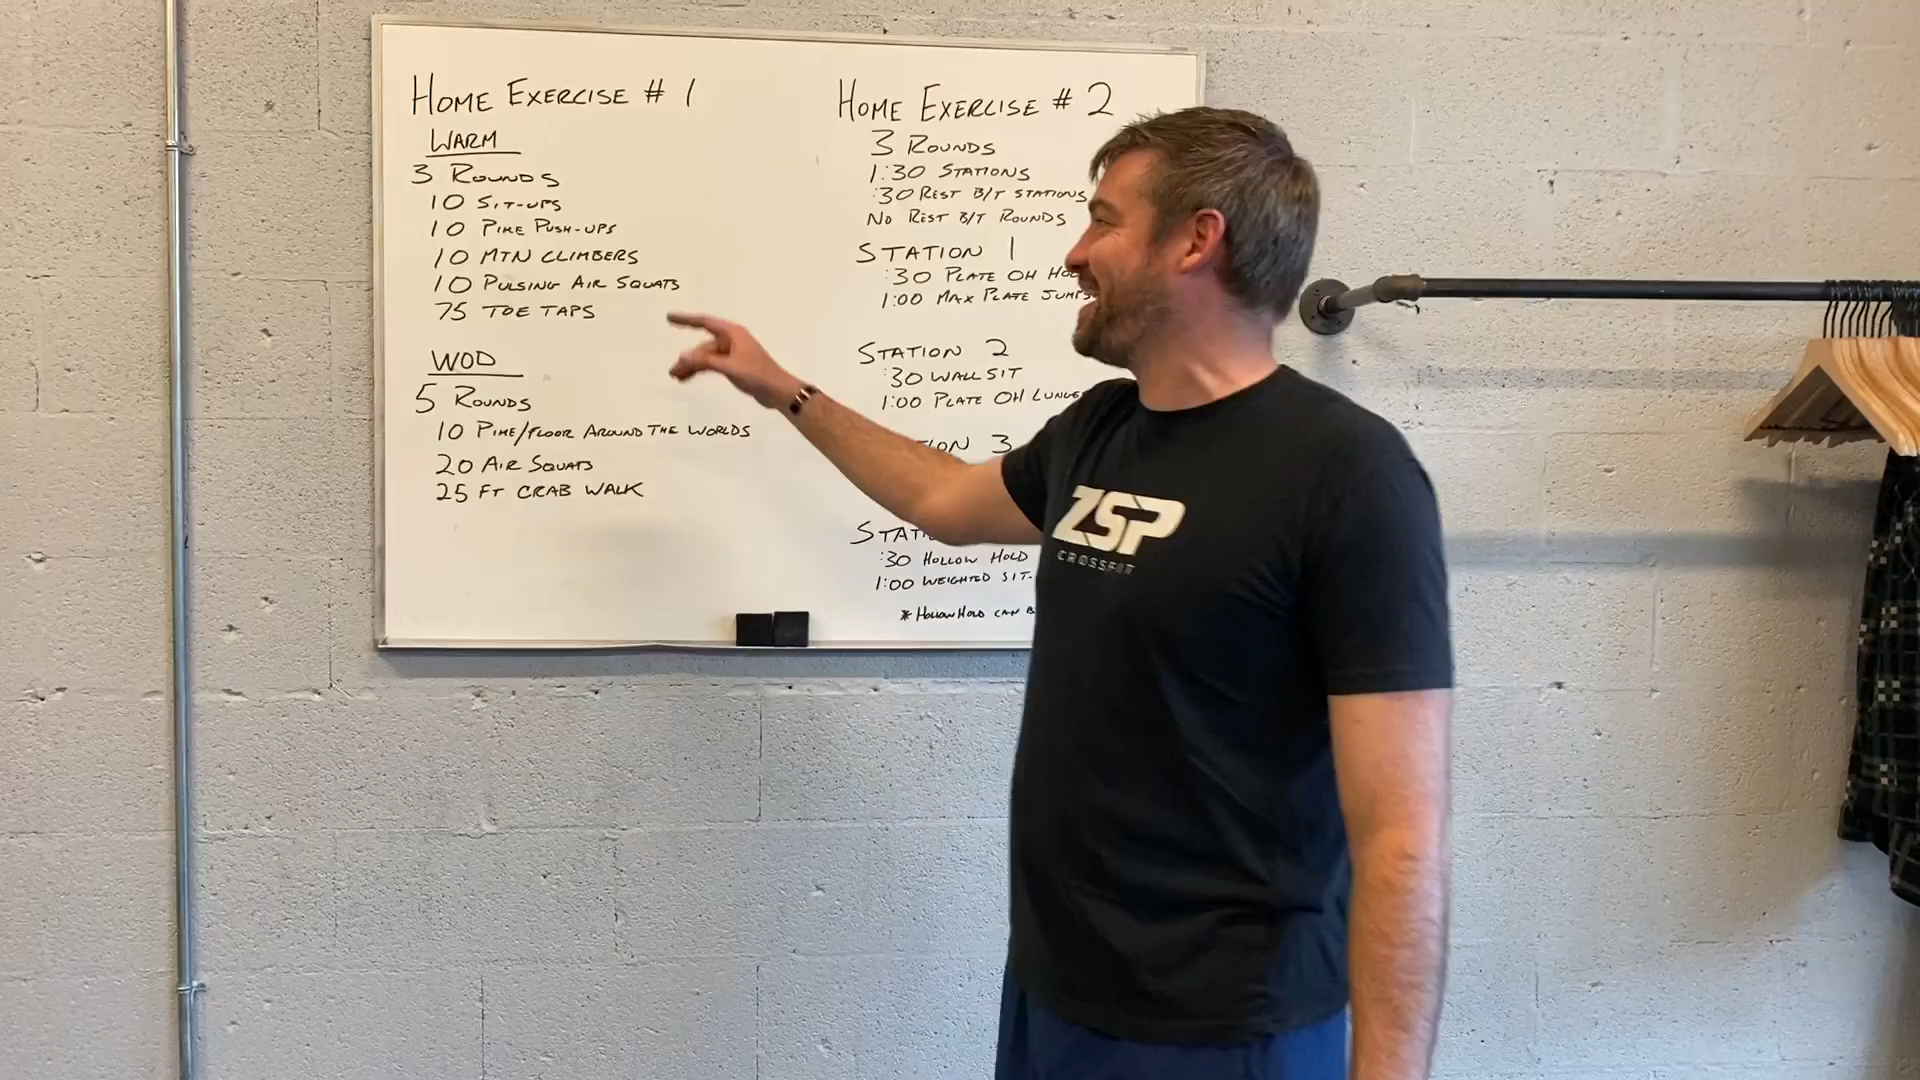 HOME EXERCISE # 1
WARM
3 ROUNDS
10 SIT-UPS
10 PIKE PUSH-UPS
10 MTN CLIMBERS
10 PULSING AIR SQUATS
75 TOE TAPS
WOD
5 ROUNDS
10 PIKE/FLOOR AROUND THE WORLDS
20 AIR SQUATS
25 FT CRAB WALK
HOME EXERCISE # 2
3 ROUNDS
1:30 STATIONS
:30 REST B/T STATIONS
NO REST B/T ROUNDS
STATION 1
:30 PLATE OH HOL
1:00 MAX PLATE JUMPS
STATION 2
:30 WALL SIT
1:00 PLATE OH LUNGE
ION 3
STAT
:30 HOLLOW HOLD
1:00 WEIGHTED SIT-
* HOLLOW HOLD CAN B
ZSP
CROSSFIT